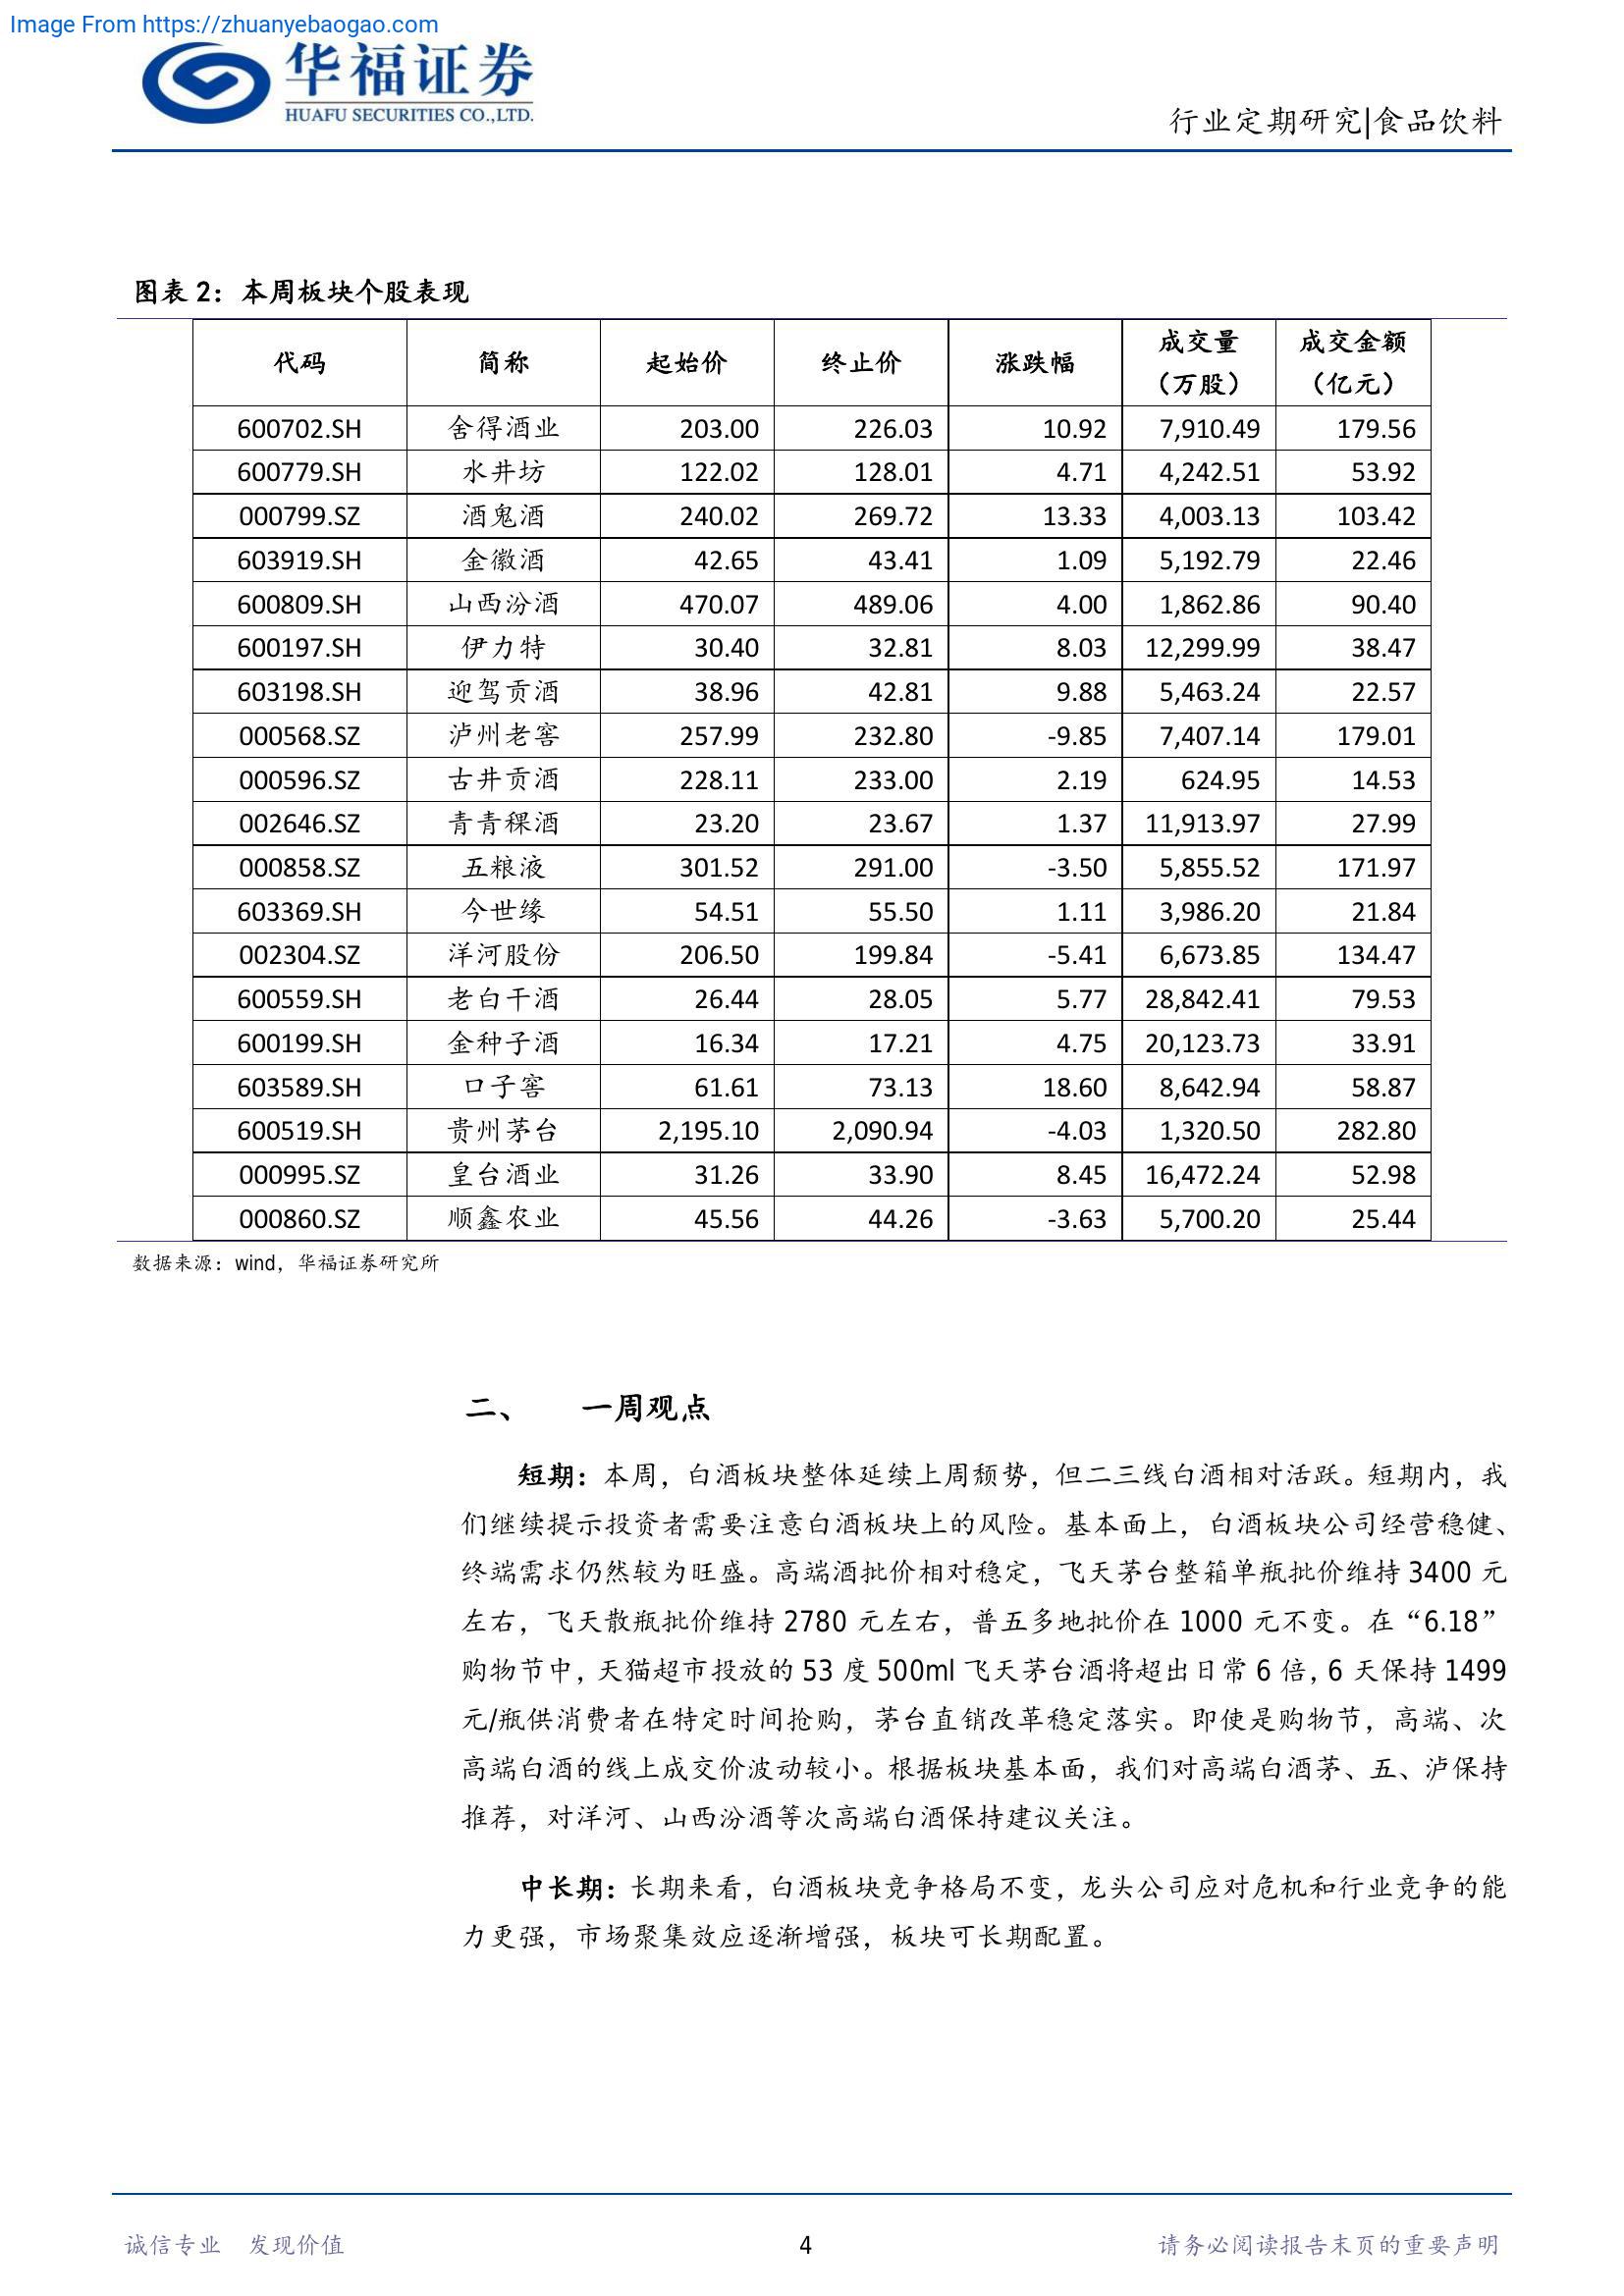 Image From https://zhuanyebaogao.com
华福证券
HUAFU SECURITIES CO.,LTD.
行业定期研究|食品饮料
图表 2：本周板块个股表现
代码 简称 起始价 终止价 涨跌幅 成交量（万股） 成交金额（亿元）
600702.SH 舍得酒业 203.00 226.03 10.92 7,910.49 179.56
600779.SH 水井坊 122.02 128.01 4.71 4,242.51 53.92
000799.SZ 酒鬼酒 240.02 269.72 13.33 4,003.13 103.42
603919.SH 金徽酒 42.65 43.41 1.09 5,192.79 22.46
600809.SH 山西汾酒 470.07 489.06 4.00 1,862.86 90.40
600197.SH 伊力特 30.40 32.81 8.03 12,299.99 38.47
603198.SH 迎驾贡酒 38.96 42.81 9.88 5,463.24 22.57
000568.SZ 泸州老窖 257.99 232.80 -9.85 7,407.14 179.01
000596.SZ 古井贡酒 228.11 233.00 2.19 624.95 14.53
002646.SZ 青青稞酒 23.20 23.67 1.37 11,913.97 27.99
000858.SZ 五粮液 301.52 291.00 -3.50 5,855.52 171.97
603369.SH 今世缘 54.51 55.50 1.11 3,986.20 21.84
002304.SZ 洋河股份 206.50 199.84 -5.41 6,673.85 134.47
600559.SH 老白干酒 26.44 28.05 5.77 28,842.41 79.53
600199.SH 金种子酒 16.34 17.21 4.75 20,123.73 33.91
603589.SH 口子窖 61.61 73.13 18.60 8,642.94 58.87
600519.SH 贵州茅台 2,195.10 2,090.94 -4.03 1,320.50 282.80
000995.SZ 皇台酒业 31.26 33.90 8.45 16,472.24 52.98
000860.SZ 顺鑫农业 45.56 44.26 -3.63 5,700.20 25.44
数据来源：wind，华福证券研究所
二、 一周观点
短期：本周，白酒板块整体延续上周颓势，但二三线白酒相对活跃。短期内，我
们继续提示投资者需要注意白酒板块上的风险。基本面上，白酒板块公司经营稳健、
终端需求仍然较为旺盛。高端酒批价相对稳定，飞天茅台整箱单瓶批价维持 3400 元
左右，飞天散瓶批价维持 2780 元左右，普五多地批价在 1000 元不变。在“6.18”
购物节中，天猫超市投放的 53 度 500ml 飞天茅台酒将超出日常 6 倍，6 天保持 1499
元/瓶供消费者在特定时间抢购，茅台直销改革稳定落实。即使是购物节，高端、次
高端白酒的线上成交价波动较小。根据板块基本面，我们对高端白酒茅、五、泸保持
推荐，对洋河、山西汾酒等次高端白酒保持建议关注。
中长期：长期来看，白酒板块竞争格局不变，龙头公司应对危机和行业竞争的能
力更强，市场聚集效应逐渐增强，板块可长期配置。
诚信专业 发现价值 4 请务必阅读报告末页的重要声明